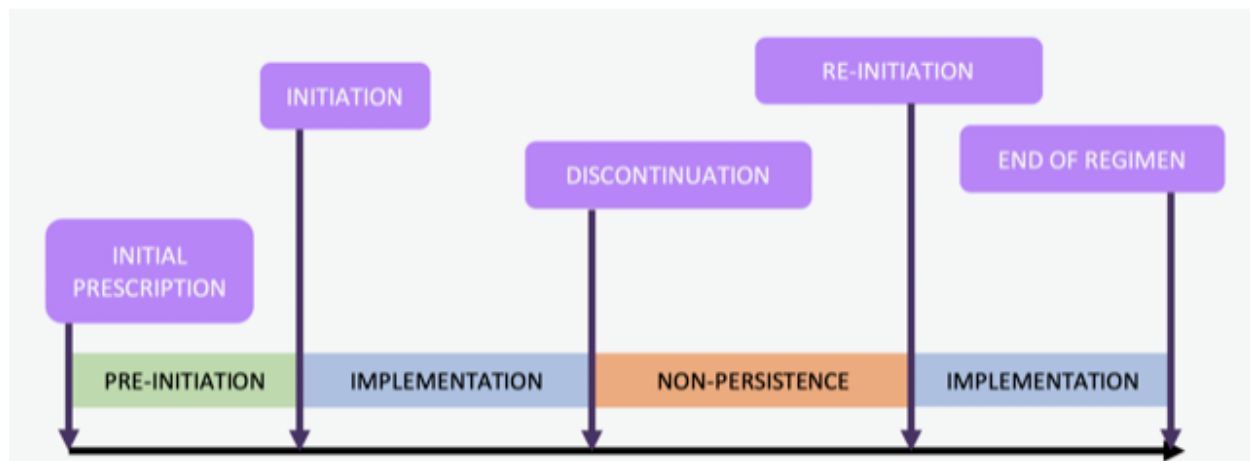 RE-INITIATION
INITIATION
END OF REGIMEN
DISCONTINUATION
INITIAL
PRESCRIPTION
PRE-INITIATION
IMPLEMENTATION
NON-PERSISTENCE
IMPLEMENTATION